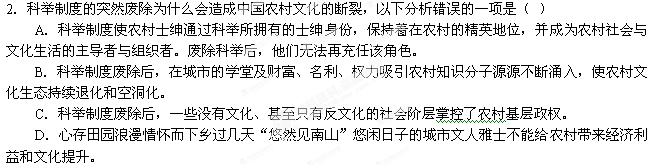 2．科举制度的突然废除为什么会造成中国农村文化的断裂，以下分析错误的一项是（  ）
A．科举制度使农村士绅通过科举所拥有的士绅身份，保持著在农村的精英地位，并成为农村社会与
文化生活的主导者与组织者。废除科举后，他们无法再充任该角色。
B．科举制度废除后，在城市的学堂及财富、名利、权力吸引农村知识分子源源不断涌入，使农村文
化生态持续退化和空洞化。
C．科举制度废除后，一些没有文化、甚至只有反文化的社会阶层掌控了农村基层政权。
D．心存田园浪漫情怀而下乡过几天“悠然见南山”悠闲日子的城市文人雅士不能给农村带来经济利
益和文化提升。